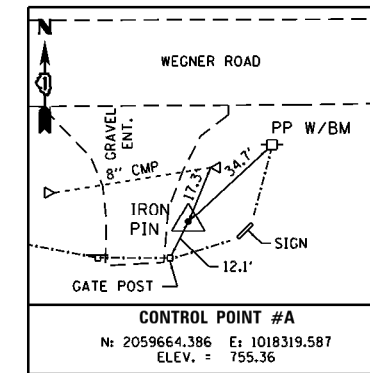 N
WEGNER ROAD
GRAVEL
ENT.
PP W/BM
8" CMP
17.3'
34.7'
IRON
PIN
SIGN
12.1'
GATE POST
CONTROL POINT #A
N: 2059664.386 E: 1018319.587
ELEV. = 755.36